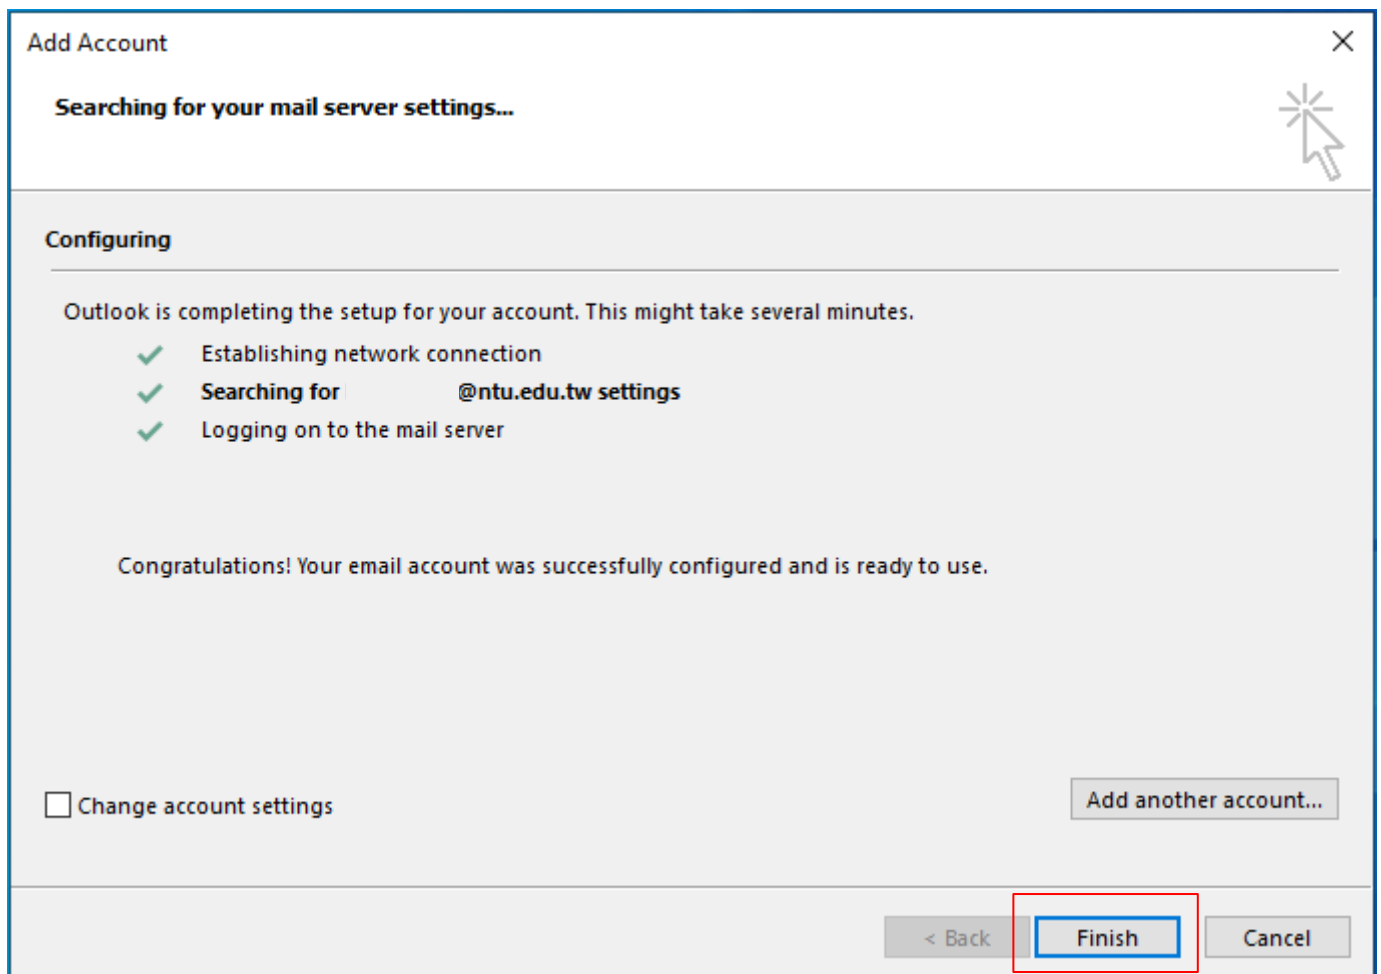 Add Account
Searching for your mail server settings...
Configuring
Outlook is completing the setup for your account. This might take several minutes.
Establishing network connection
Searching for @ntu.edu.tw settings
Logging on to the mail server
Congratulations! Your email account was successfully configured and is ready to use.
Change account settings
Add another account...
< Back
Finish
Cancel